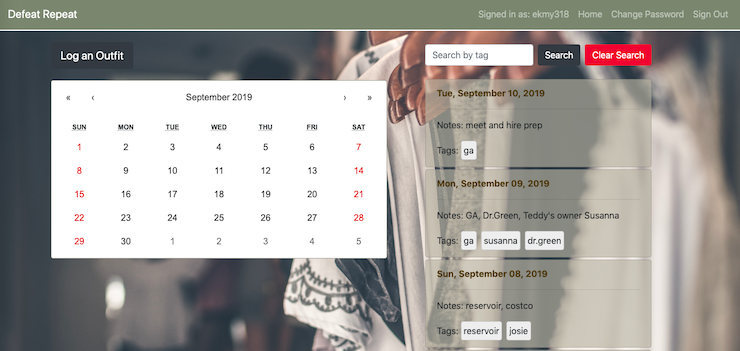 Defeat Repeat
Signed in as: ekmy318 Home Change Password Sign Out
Log an Outfit
« ‹ September 2019 › »
SUN MON TUE WED THU FRI SAT
1 2 3 4 5 6 7
8 9 10 11 12 13 14
15 16 17 18 19 20 21
22 23 24 25 26 27 28
29 30 1 2 3 4 5
Search by tag Search Clear Search
Tue, September 10, 2019
Notes: meet and hire prep
Tags: ga
Mon, September 09, 2019
Notes: GA, Dr.Green, Teddy's owner Susanna
Tags: ga susanna dr.green
Sun, September 08, 2019
Notes: reservoir, costco
Tags: reservoir josie